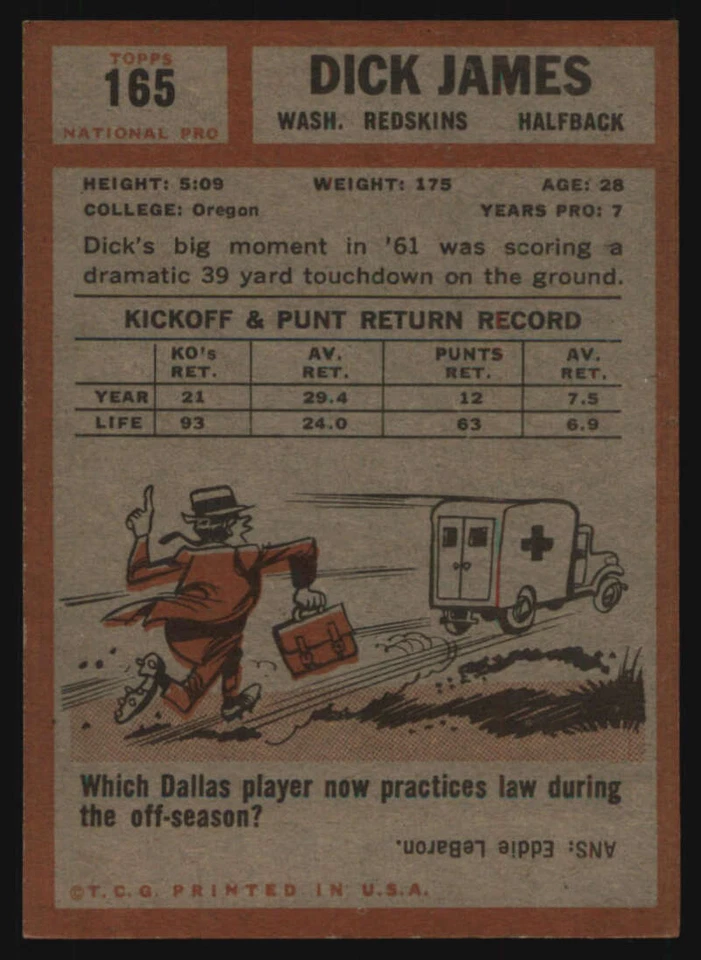 TOPPS
165
NATIONAL PRO
DICK JAMES
WASH. REDSKINS HALFBACK
HEIGHT: 5:09 WEIGHT: 175 AGE: 28
COLLEGE: Oregon YEARS PRO: 7
Dick's big moment in '61 was scoring a
dramatic 39 yard touchdown on the ground.
KICKOFF & PUNT RETURN RECORD
KO's RET. AV. RET. PUNTS RET. AV. RET.
YEAR 21 29.4 12 7.5
LIFE 93 24.0 63 6.9
Which Dallas player now practices law during
the off-season?
ANS: Eddie LeBaron.
©T.C.G. PRINTED IN U.S.A.